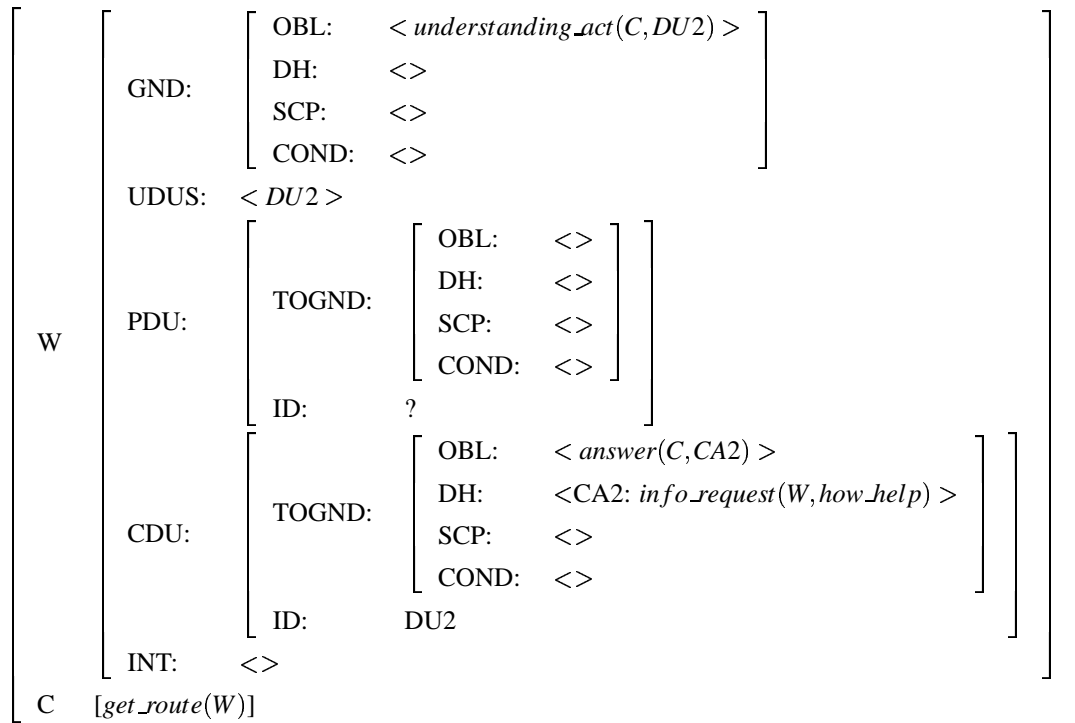 OBL: < understanding_act(C, DU2) >
DH: <>
GND:
SCP: <>
COND: <>
UDUS: < DU2 >
OBL: <>
DH: <>
TOGND:
PDU:
SCP: <>
W
COND: <>
ID: ?
OBL: < answer(C, CA2) >
DH: <CA2: info_request(W, how_help) >
TOGND:
CDU:
SCP: <>
COND: <>
ID: DU2
INT: <>
C [get_route(W)]